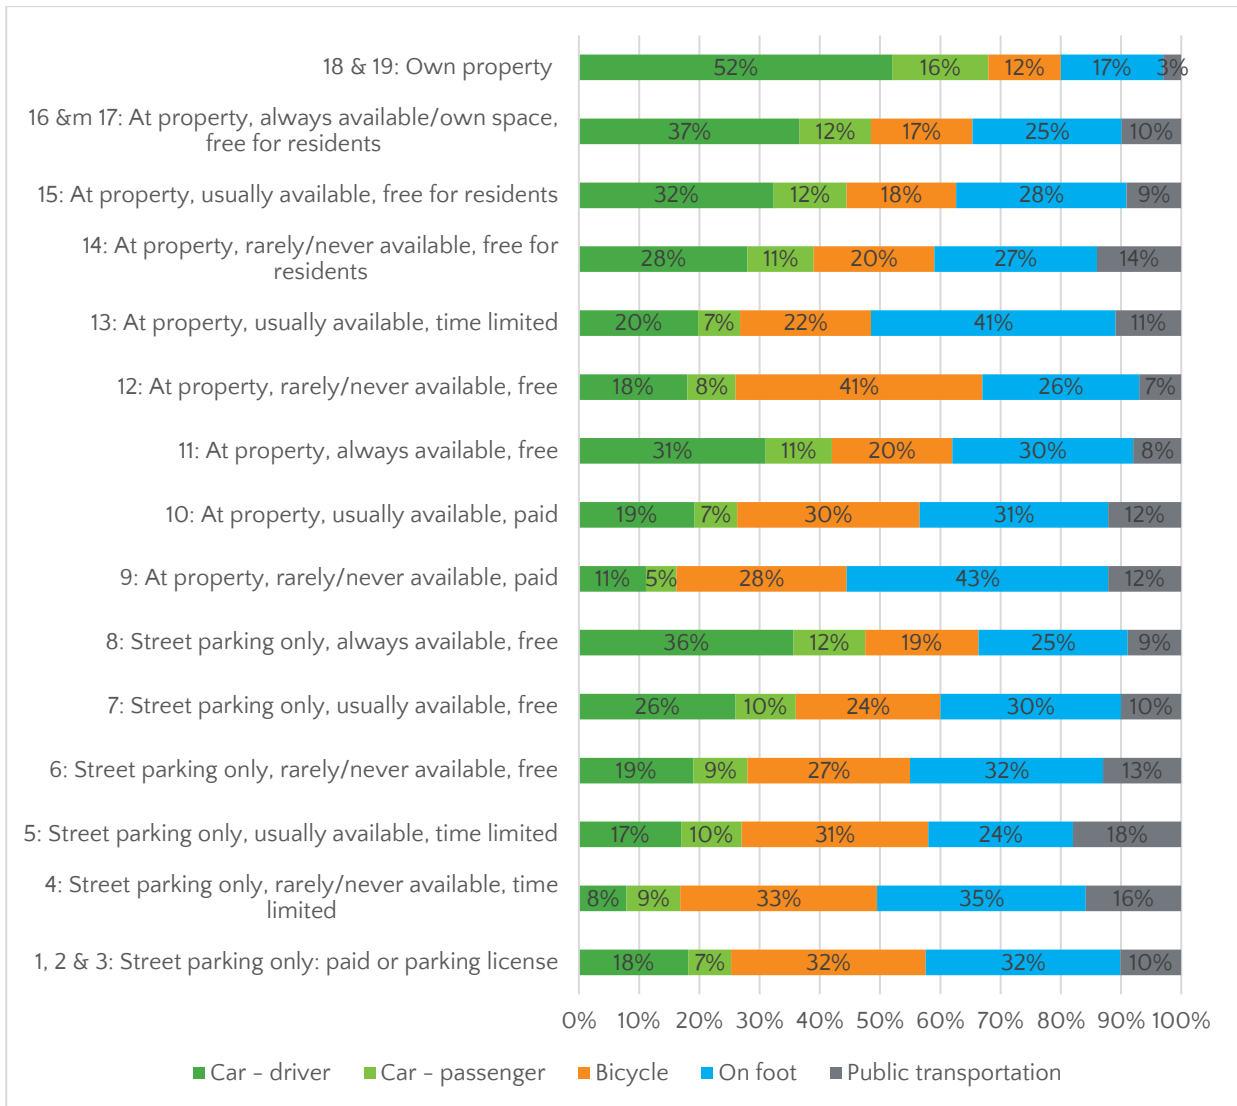 18 & 19: Own property
52% 16% 12% 17% 3%
16 &m 17: At property, always available/own space,
free for residents
37% 12% 17% 25% 10%
15: At property, usually available, free for residents
32% 12% 18% 28% 9%
14: At property, rarely/never available, free for
residents
28% 11% 20% 27% 14%
13: At property, usually available, time limited
20% 7% 22% 41% 11%
12: At property, rarely/never available, free
18% 8% 41% 26% 7%
11: At property, always available, free
31% 11% 20% 30% 8%
10: At property, usually available, paid
19% 7% 30% 31% 12%
9: At property, rarely/never available, paid
11% 5% 28% 43% 12%
8: Street parking only, always available, free
36% 12% 19% 25% 9%
7: Street parking only, usually available, free
26% 10% 24% 30% 10%
6: Street parking only, rarely/never available, free
19% 9% 27% 32% 13%
5: Street parking only, usually available, time limited
17% 10% 31% 24% 18%
4: Street parking only, rarely/never available, time
limited
8% 9% 33% 35% 16%
1, 2 & 3: Street parking only: paid or parking license
18% 7% 32% 32% 10%
0% 10% 20% 30% 40% 50% 60% 70% 80% 90% 100%
Car – driver Car – passenger Bicycle On foot Public transportation